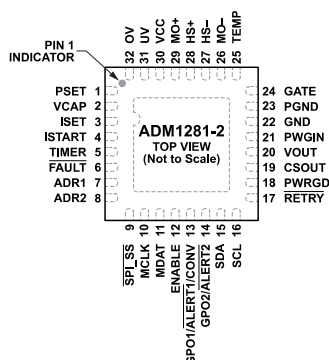 PIN 1
INDICATOR
32 OV
31 UV
30 VCC
29 MO+
28 HS+
27 HS–
26 MO–
25 TEMP
PSET 1
VCAP 2
ISET 3
ISTART 4
TIMER 5
FAULT 6
ADR1 7
ADR2 8
ADM1281-2
TOP VIEW
(Not to Scale)
24 GATE
23 PGND
22 GND
21 PWGIN
20 VOUT
19 CSOUT
18 PWRGD
17 RETRY
SPI_SS 9
MCLK 10
MDAT 11
ENABLE 12
GPO1/ALERT1/CONV 13
GPO2/ALERT2 14
SDA 15
SCL 16